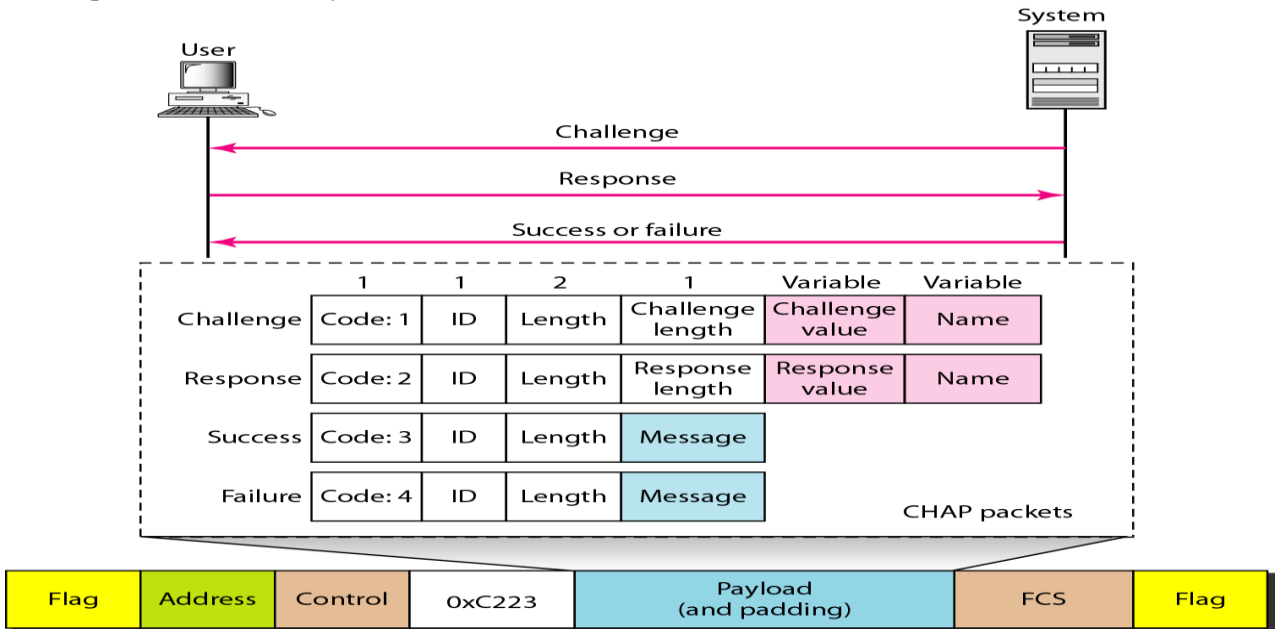 System
User
Challenge
Response
Success or failure
1 1 2 1 Variable Variable
Challenge Code: 1 ID Length Challenge length Challenge value Name
Response Code: 2 ID Length Response length Response value Name
Success Code: 3 ID Length Message
Failure Code: 4 ID Length Message
CHAP packets
Flag Address Control 0xC223 Payload (and padding) FCS Flag